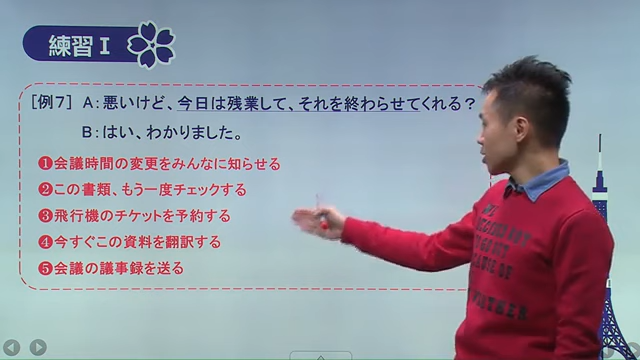 練習Ⅰ
［例７］ A：悪いけど、今日は残業して、それを終わらせてくれる？
B：はい、わかりました。
❶会議時間の変更をみんなに知らせる
❷この書類、もう一度チェックする
❸飛行機のチケットを予約する
❹今すぐこの資料を翻訳する
❺会議の議事録を送る